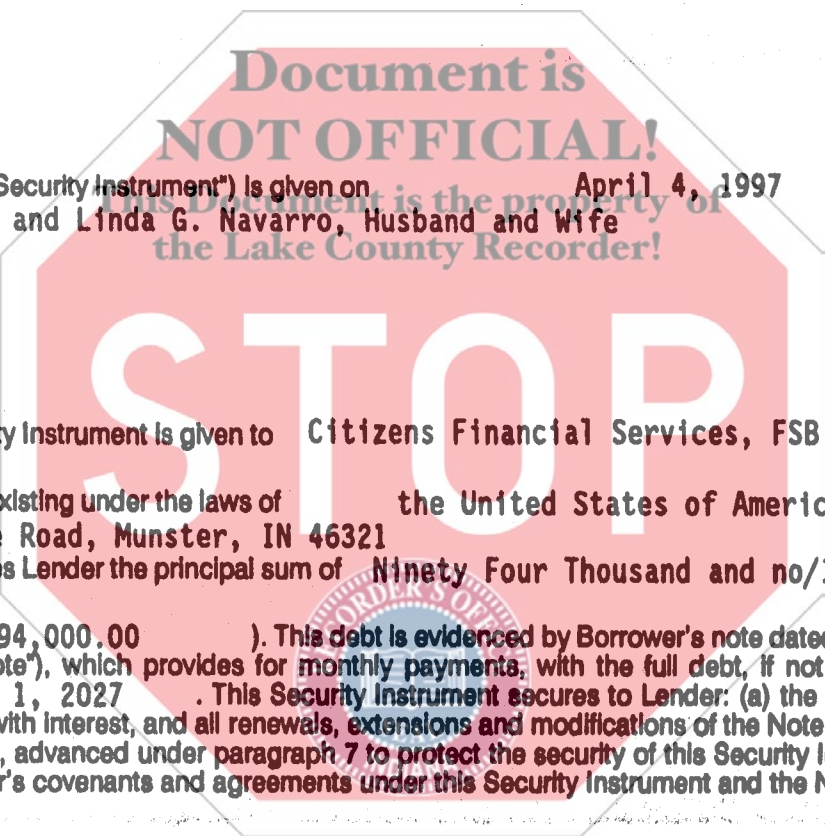 Document is
NOT OFFICIAL!
Security Instrument") is given on April 4, 1997
This Document is the property of
and Linda G. Navarro, Husband and Wife
the Lake County Recorder!
STOP
ty Instrument is given to Citizens Financial Services, FSB
xisting under the laws of the United States of Americ
e Road, Munster, IN 46321
es Lender the principal sum of Ninety Four Thousand and no/1
RECORDER'S OFFICE
94,000.00 ). This debt is evidenced by Borrower's note dated
ote"), which provides for monthly payments, with the full debt, if not
1, 2027 . This Security Instrument secures to Lender: (a) the
with interest, and all renewals, extensions and modifications of the Note
, advanced under paragraph 7 to protect the security of this Security I
r's covenants and agreements under this Security Instrument and the N